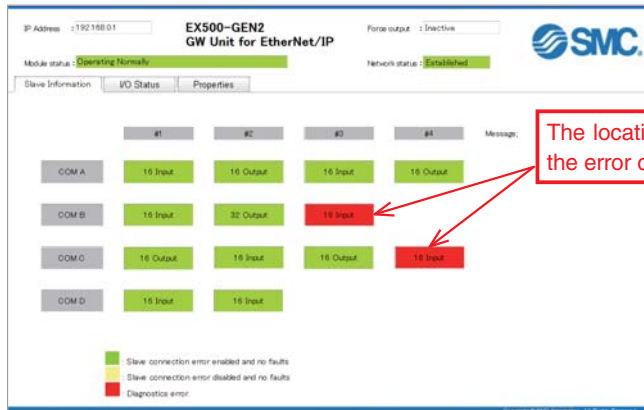 IP Address : 192.168.0.1
EX500-GEN2
GW Unit for EtherNet/IP
Force output : Inactive
SMC.
Module status : Operating Normally
Network status : Established
Slave Information I/O Status Properties
#1 #2 #3 #4 Message;
The locati
the error
COM A 16 Input 16 Output 16 Input 16 Output
COM B 16 Input 32 Output 16 Input
COM C 16 Output 16 Input 16 Output 16 Input
COM D 16 Input 16 Input
: Slave connection error enabled and no faults
: Slave connection error disabled and no faults
: Diagnostics error